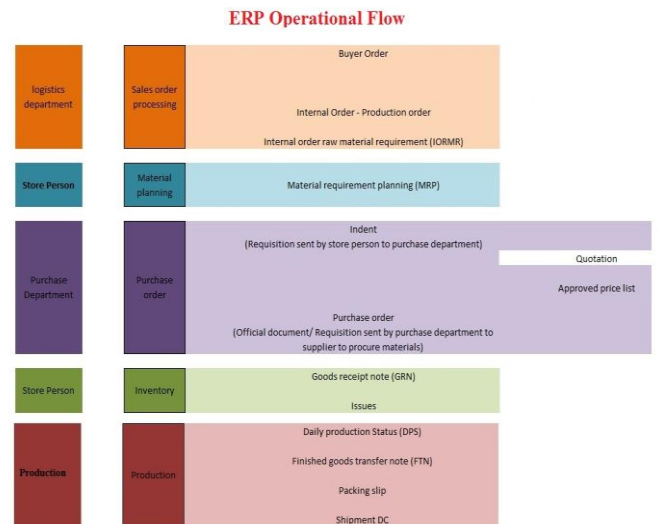 ERP Operational Flow
logistics
department
Sales order
processing
Buyer Order
Internal Order - Production order
Internal order raw material requirement (IORMR)
Store Person
Material
planning
Material requirement planning (MRP)
Purchase
Department
Purchase
order
Indent
(Requisition sent by store person to purchase department)
Quotation
Approved price list
Purchase order
(Official document/ Requisition sent by purchase department to
supplier to procure materials)
Store Person
Inventory
Goods receipt note (GRN)
Issues
Production
Production
Daily production Status (DPS)
Finished goods transfer note (FTN)
Packing slip
Shipment DC